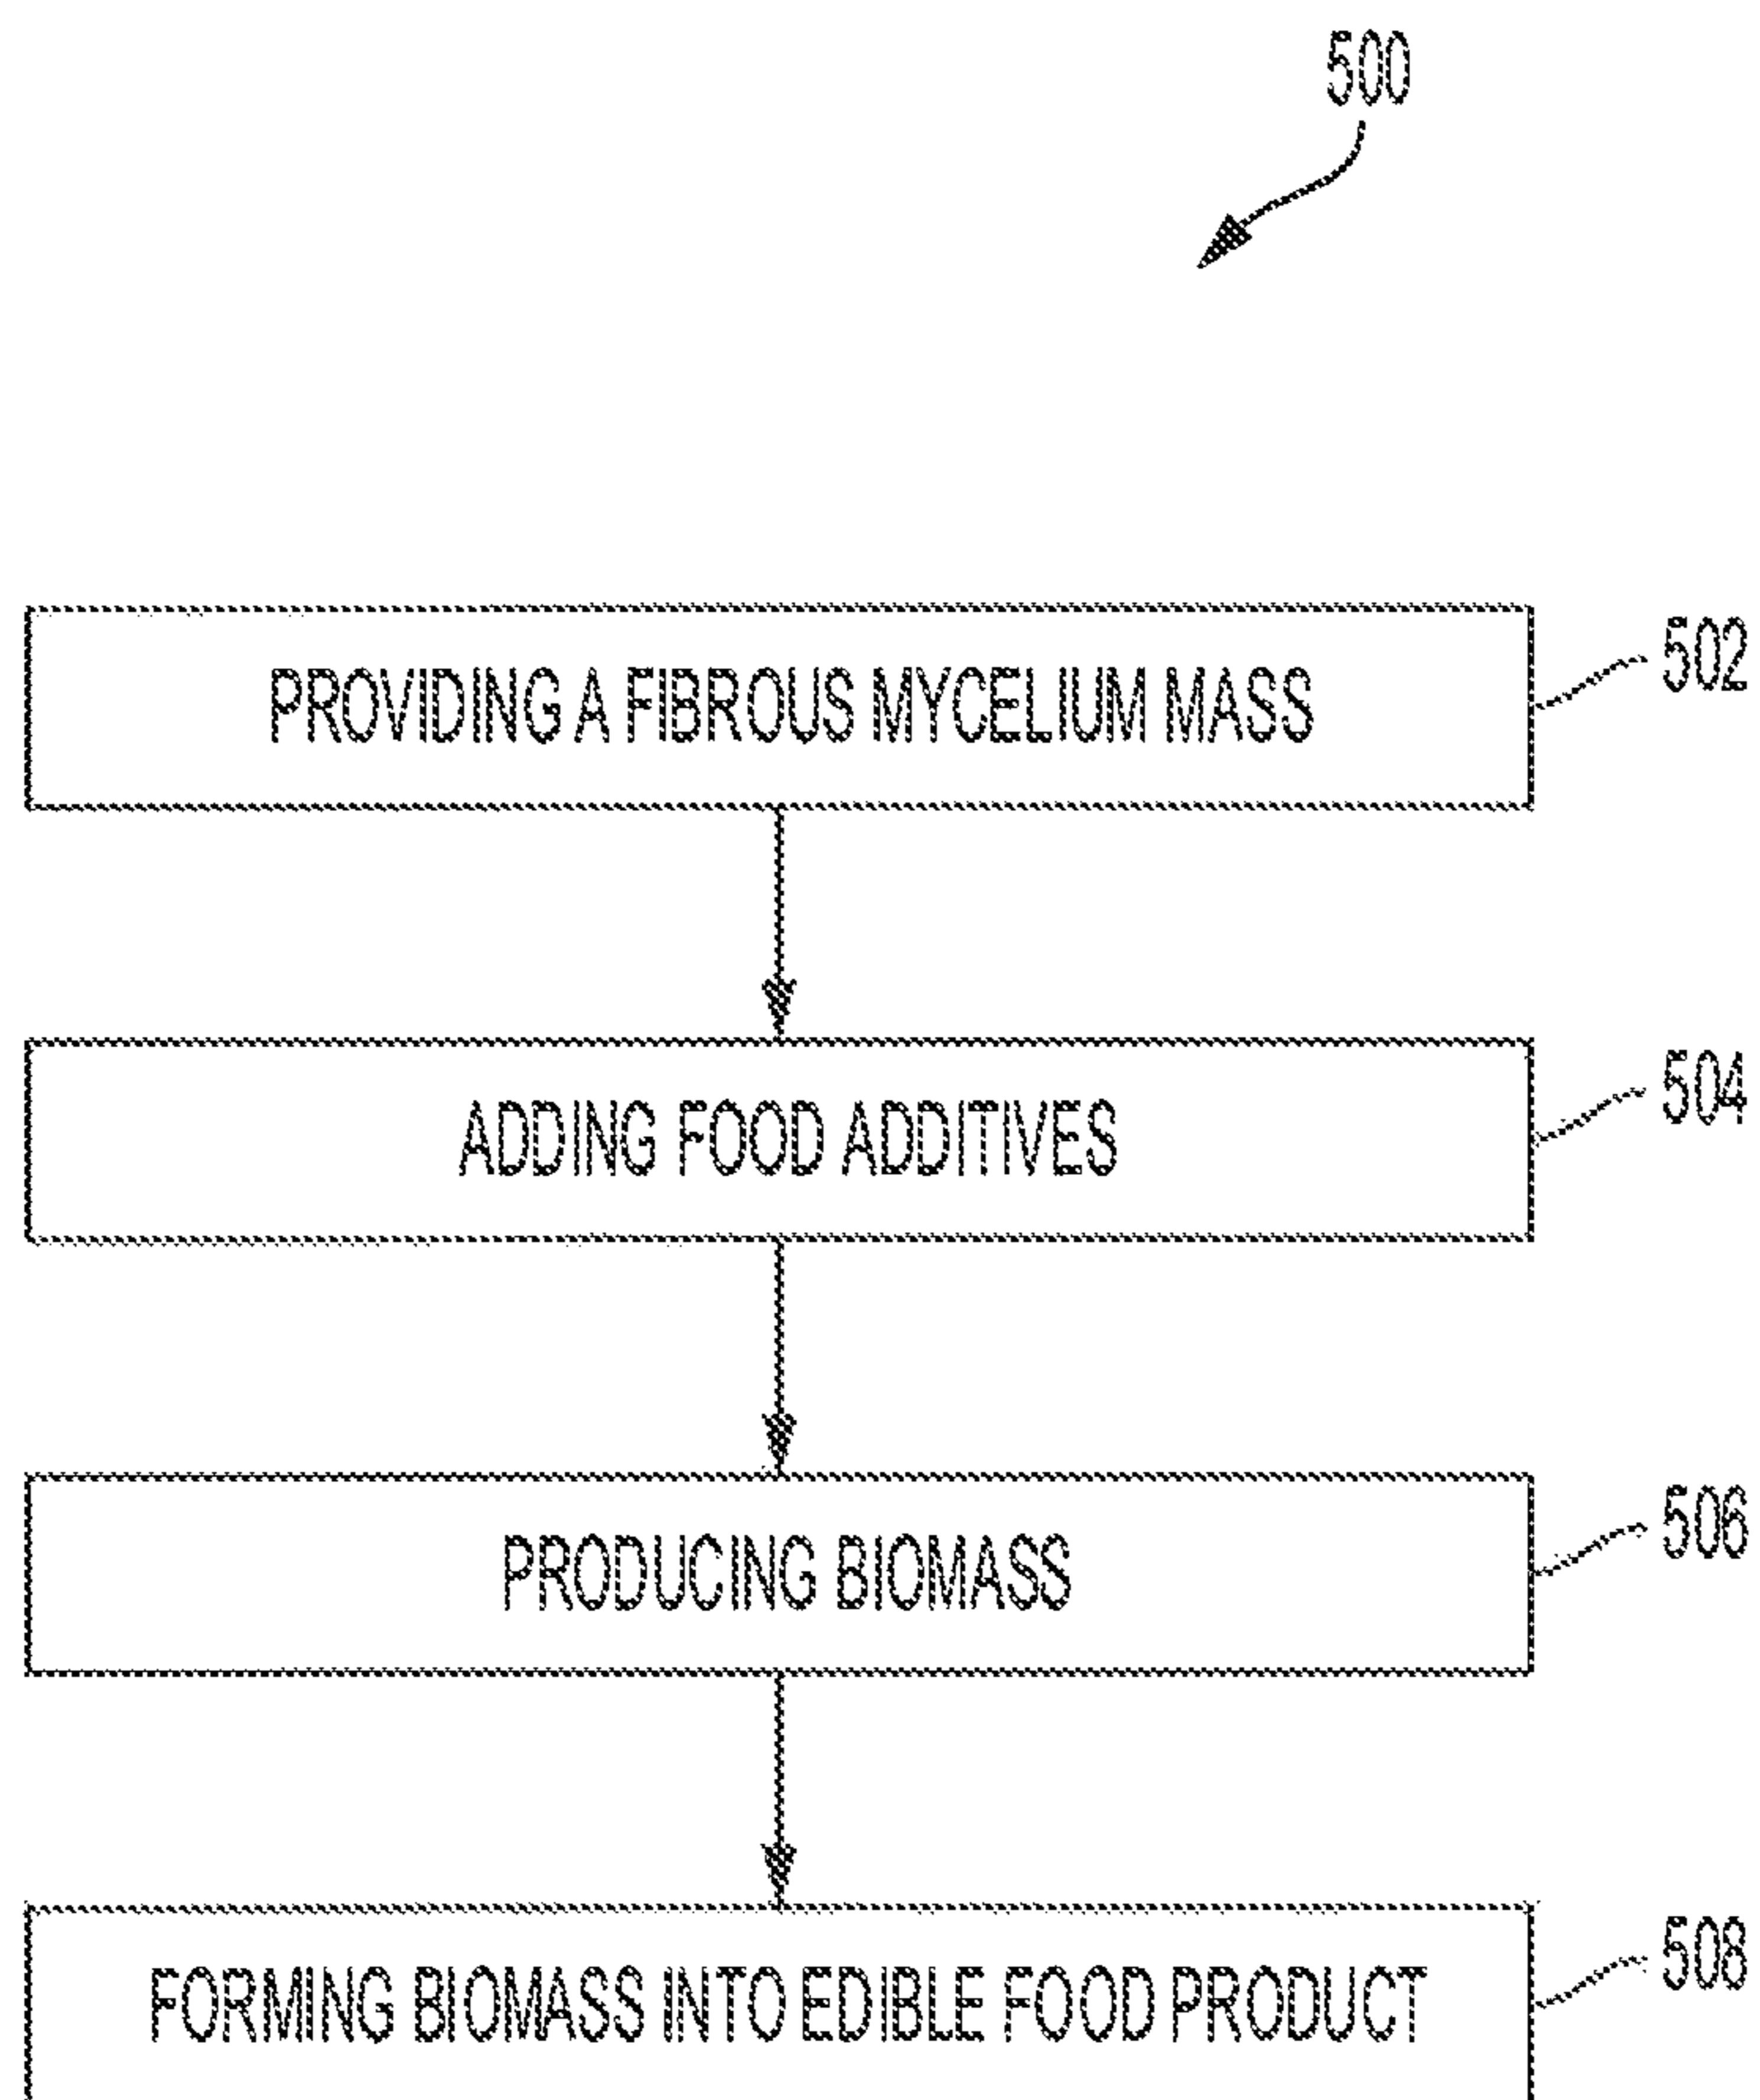 500
PROVIDING A FIBROUS MYCELIUM MASS
502
ADDING FOOD ADDITIVES
504
PRODUCING BIOMASS
506
FORMING BIOMASS INTO EDIBLE FOOD PRODUCT
508